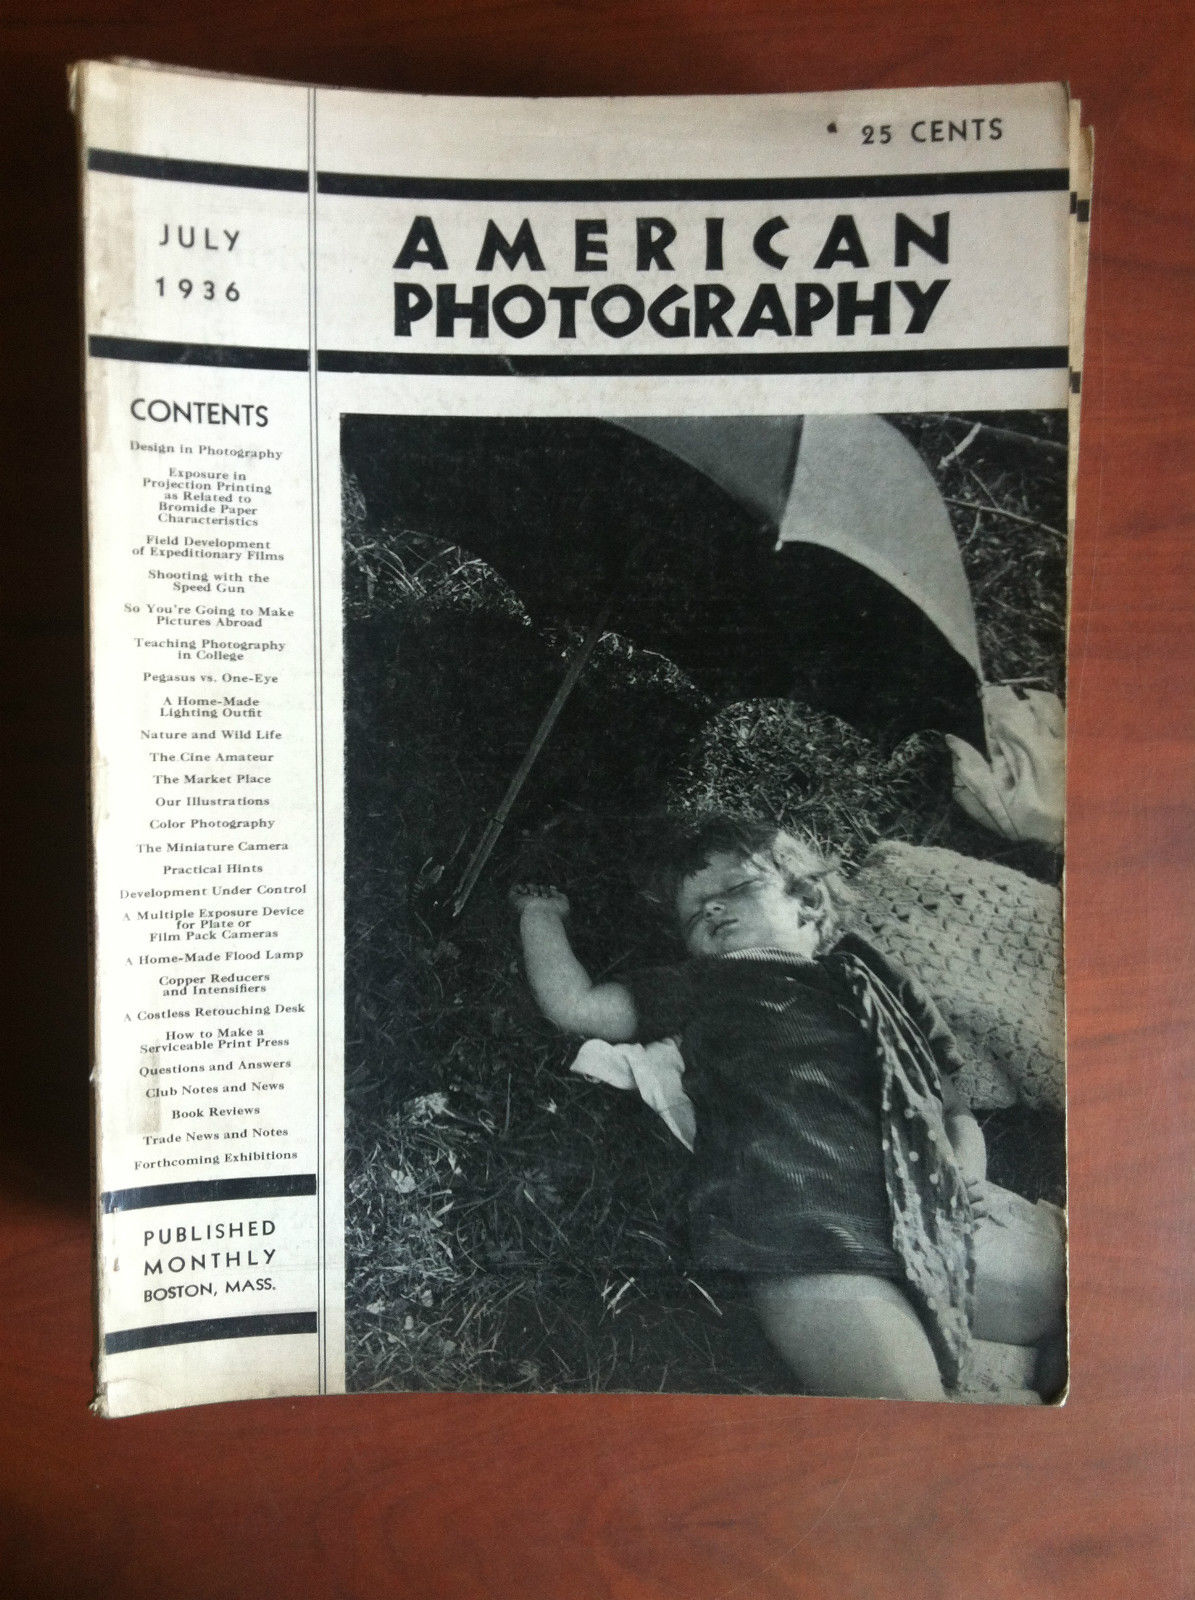 25 CENTS
JULY
1936
AMERICAN
PHOTOGRAPHY
CONTENTS
Design in Photography
Exposure in
Projection Printing
as Related to
Bromide Paper
Characteristics
Field Development
of Expeditionary Films
Shooting with the
Speed Gun
So You're Going to Make
Pictures Abroad
Teaching Photography
in College
Pegasus vs. One-Eye
A Home-Made
Lighting Outfit
Nature and Wild Life
The Cine Amateur
The Market Place
Our Illustrations
Color Photography
The Miniature Camera
Practical Hints
Development Under Control
A Multiple Exposure Device
for Plate or
Film Pack Cameras
A Home-Made Flood Lamp
Copper Reducers
and Intensifiers
A Costless Retouching Desk
How to Make a
Serviceable Print Press
Questions and Answers
Club Notes and News
Book Reviews
Trade News and Notes
Forthcoming Exhibitions
PUBLISHED
MONTHLY
BOSTON, MASS.